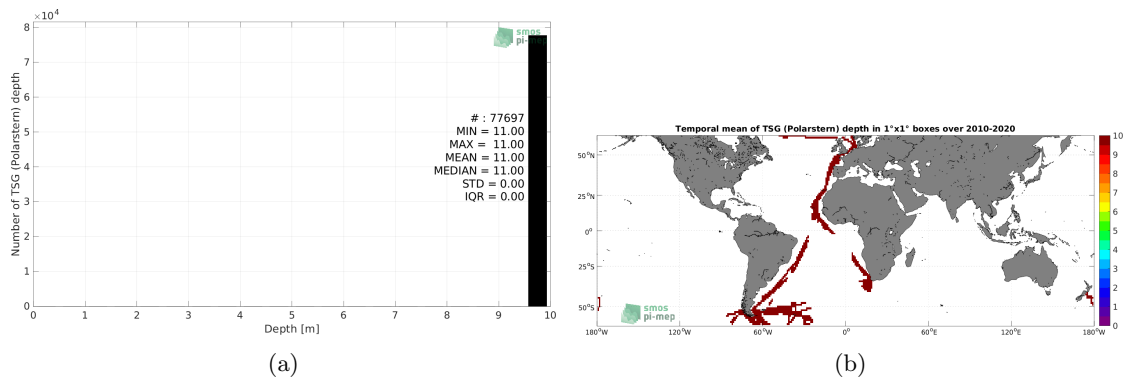 ×10⁴
8
7
6
5
4
3
2
1
0
Number of TSG (Polarstern) depth
smos
pi-mep
# : 77697
MIN = 11.00
MAX = 11.00
MEAN = 11.00
MEDIAN = 11.00
STD = 0.00
IQR = 0.00
0 1 2 3 4 5 6 7 8 9 10
Depth [m]
(a)
Temporal mean of TSG (Polarstern) depth in 1°x1° boxes over 2010-2020
50°N
25°N
0°
25°S
50°S
smos
pi-mep
180°W 120°W 60°W 0° 60°E 120°E 180°W
10
9
8
7
6
5
4
3
2
1
0
(b)